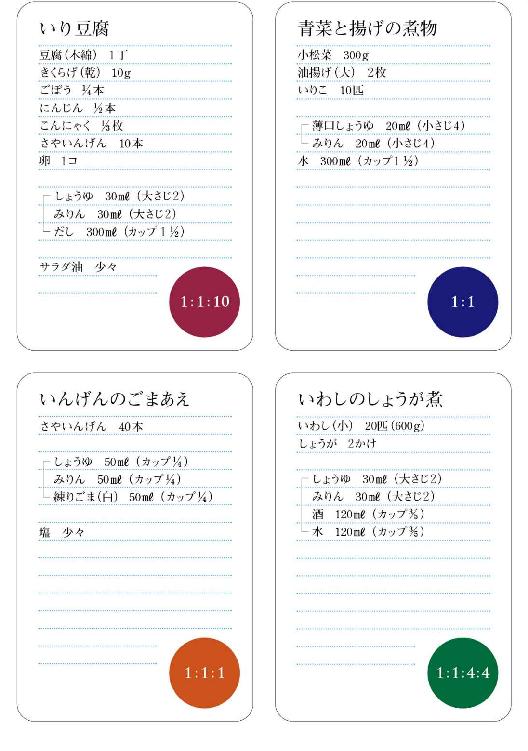 いり豆腐
豆腐(木綿) 1丁
きくらげ(乾) 10g
ごぼう ¼本
にんじん ½本
こんにゃく ⅓枚
さやいんげん 10本
卵 1コ
しょうゆ 30mℓ(大さじ2)
みりん 30mℓ(大さじ2)
だし 300mℓ(カップ1½)
サラダ油 少々
1:1:10
青菜と揚げの煮物
小松菜 300g
油揚げ(大) 2枚
いりこ 10匹
薄口しょうゆ 20mℓ(小さじ4)
みりん 20mℓ(小さじ4)
水 300mℓ(カップ1½)
1:1
いんげんのごまあえ
さやいんげん 40本
しょうゆ 50mℓ(カップ¼)
みりん 50mℓ(カップ¼)
練りごま(白) 50mℓ(カップ¼)
塩 少々
1:1:1
いわしのしょうが煮
いわし(小) 20匹(600g)
しょうが 2かけ
しょうゆ 30mℓ(大さじ2)
みりん 30mℓ(大さじ2)
酒 120mℓ(カップ⅗)
水 120mℓ(カップ⅗)
1:1:4:4